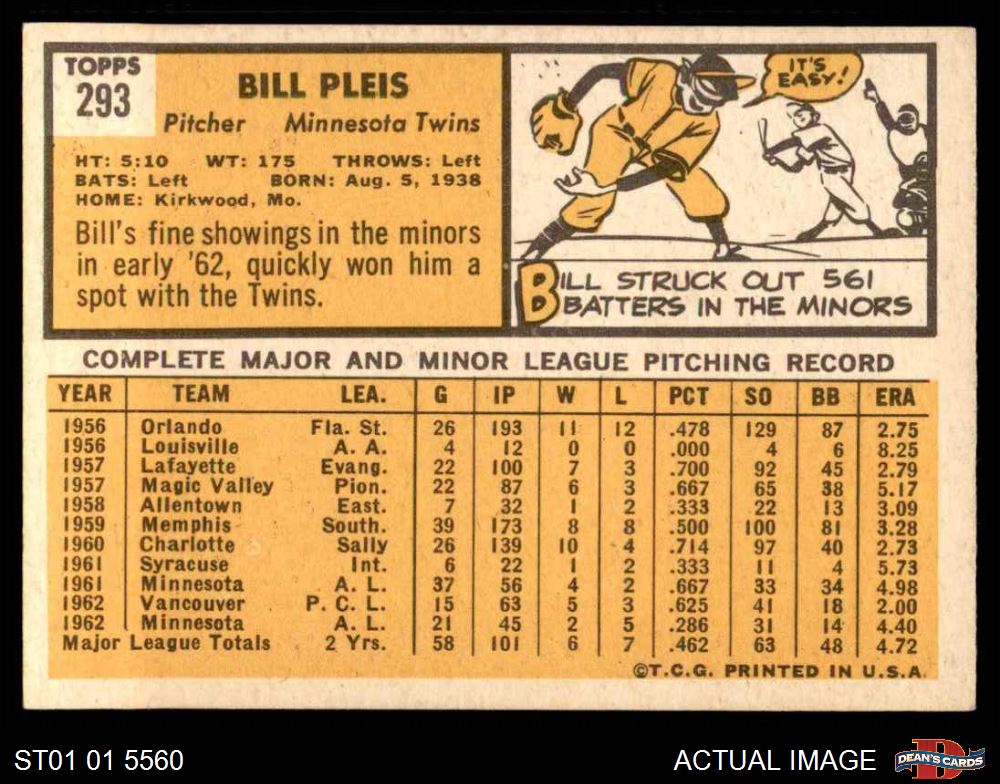 TOPPS
293
BILL PLEIS
Pitcher Minnesota Twins
HT: 5:10 WT: 175 THROWS: Left
BATS: Left BORN: Aug. 5, 1938
HOME: Kirkwood, Mo.
Bill's fine showings in the minors
in early '62, quickly won him a
spot with the Twins.
IT'S
EASY!
BILL STRUCK OUT 561
BATTERS IN THE MINORS
COMPLETE MAJOR AND MINOR LEAGUE PITCHING RECORD
YEAR TEAM LEA. G IP W L PCT SO BB ERA
1956 Orlando Fla. St. 26 193 11 12 .478 129 87 2.75
1956 Louisville A. A. 4 12 0 0 .000 4 6 8.25
1957 Lafayette Evang. 22 100 7 3 .700 92 45 2.79
1957 Magic Valley Pion. 22 87 6 3 .667 65 38 5.17
1958 Allentown East. 7 32 1 2 .333 22 13 3.09
1959 Memphis South. 39 173 8 8 .500 100 81 3.28
1960 Charlotte Sally 26 139 10 4 .714 97 40 2.73
1961 Syracuse Int. 6 22 1 2 .333 11 4 5.73
1961 Minnesota A. L. 37 56 4 2 .667 33 34 4.98
1962 Vancouver P. C. L. 15 63 5 3 .625 41 18 2.00
1962 Minnesota A. L. 21 45 2 5 .286 31 14 4.40
Major League Totals 2 Yrs. 58 101 6 7 .462 63 48 4.72
©T.C.G. PRINTED IN U.S.A.
ST01 01 5560
ACTUAL IMAGE
DEAN'S CARDS